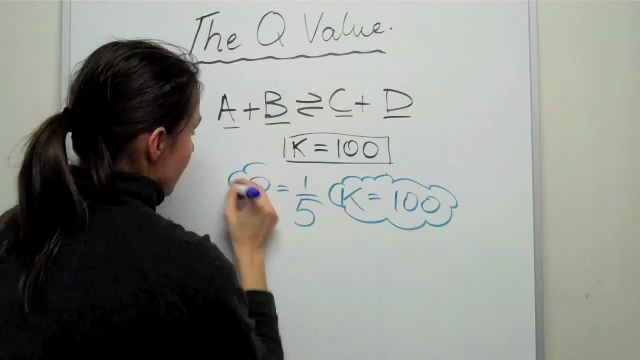 The Q Value.
A + B ⇌ C + D
K = 100
Q = 1/5 K = 100